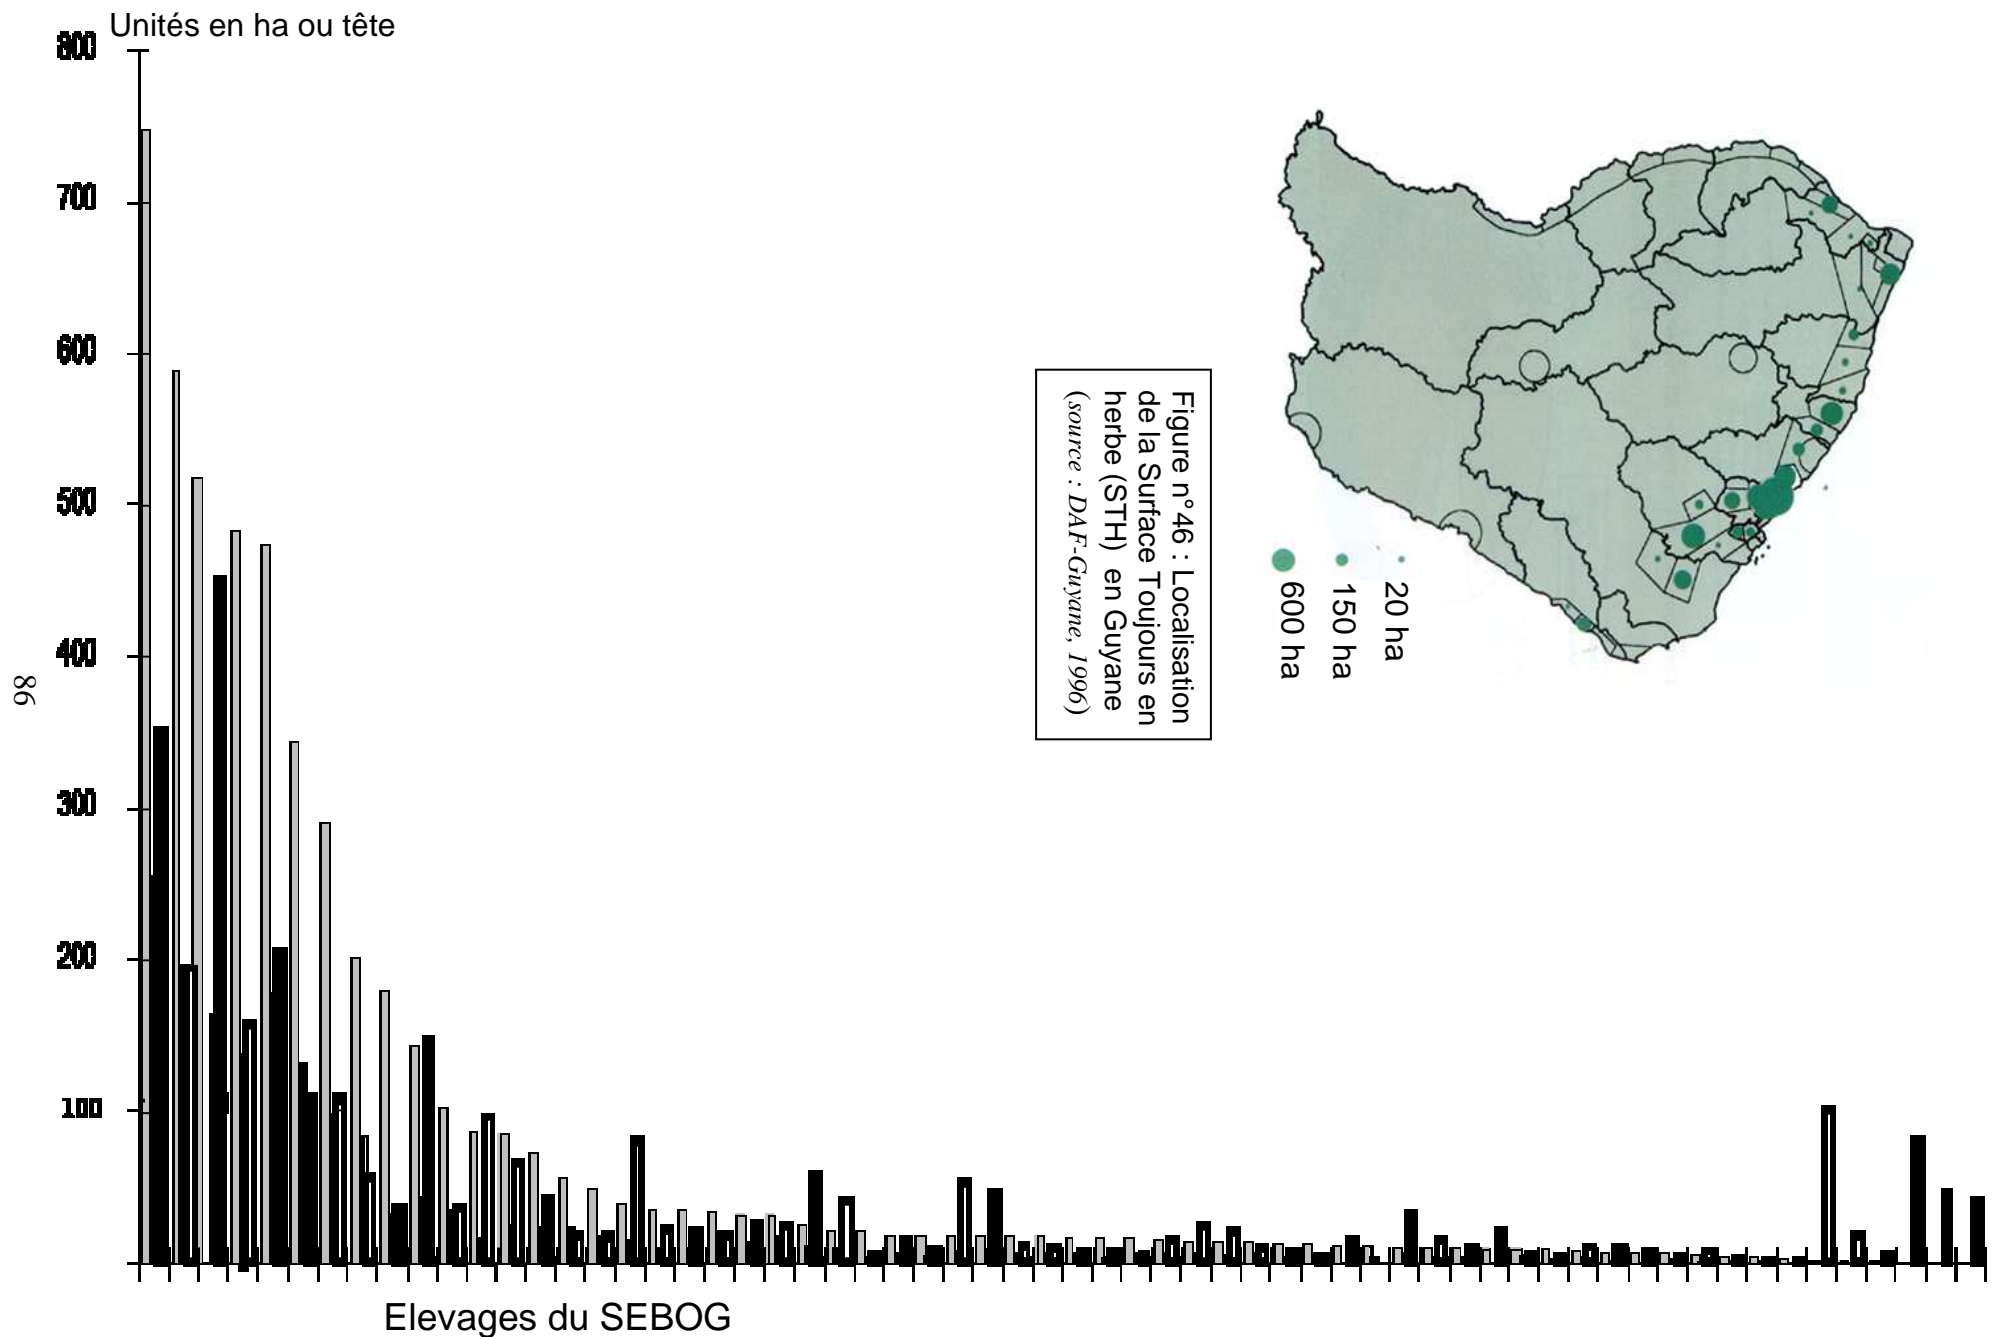 Unités en ha ou tête
800
700
600
500
400
300
200
100
Elevages du SEBOG
86
20 ha
150 ha
600 ha
Figure n°46 : Localisation
de la Surface Toujours en
herbe (STH) en Guyane
(source : DAF-Guyane, 1996)